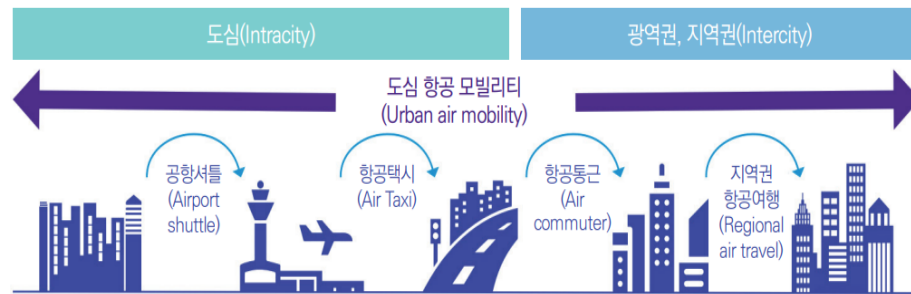 도심(Intracity)
광역권, 지역권(Intercity)
도심 항공 모빌리티
(Urban air mobility)
공항셔틀
(Airport
shuttle)
항공택시
(Air Taxi)
항공통근
(Air
commuter)
지역권
항공여행
(Regional
air travel)